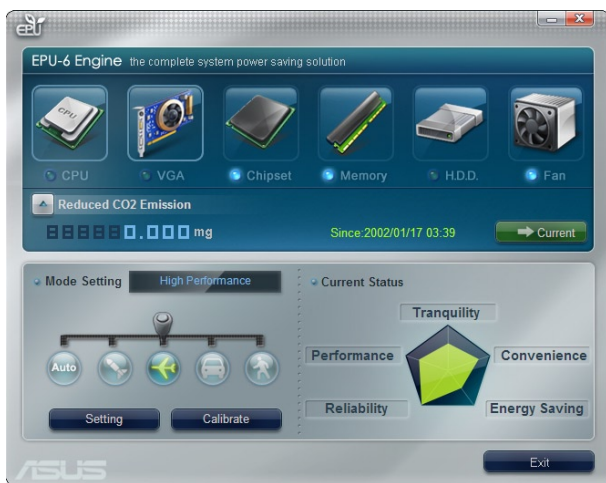 EPU
EPU-6 Engine the complete system power saving solution
CPU
CPU
VGA
Chipset
Memory
H.D.D.
Fan
Reduced CO2 Emission
0.000 mg
Since:2002/01/17 03:39
Current
Mode Setting
High Performance
Auto
Setting
Calibrate
Current Status
Tranquility
Performance
Convenience
Reliability
Energy Saving
ASUS
Exit